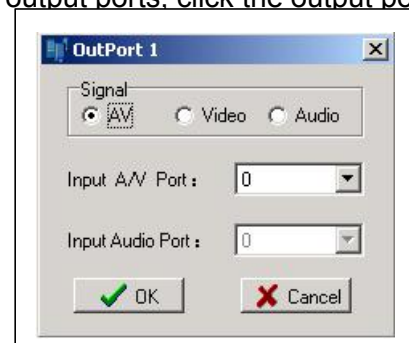 output ports, click the output po
OutPort 1
Signal
AV Video Audio
Input A/V Port : 0
Input Audio Port : 0
OK Cancel